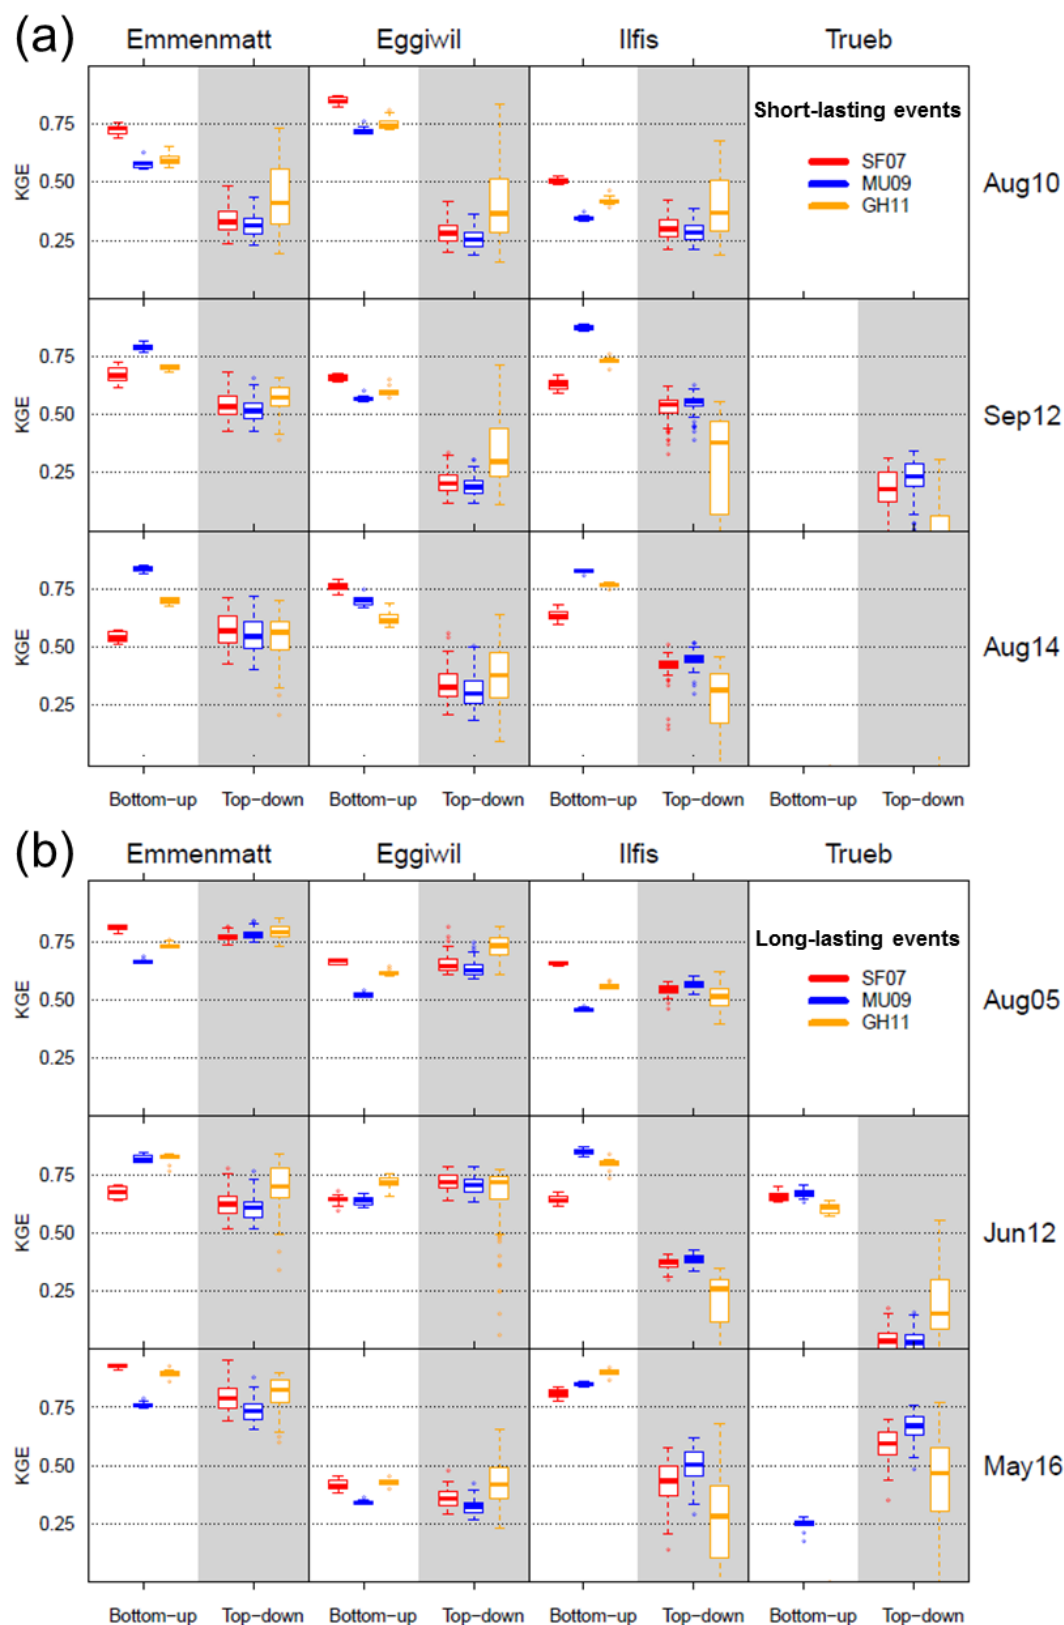 (a)
Emmenmatt Eggiwil Ilfis Trueb
KGE 0.75 0.50 0.25
Short-lasting events
SF07
MU09
GH11
Aug10
KGE 0.75 0.50 0.25
Sep12
KGE 0.75 0.50 0.25
Aug14
Bottom-up Top-down Bottom-up Top-down Bottom-up Top-down Bottom-up Top-down
(b)
Emmenmatt Eggiwil Ilfis Trueb
KGE 0.75 0.50 0.25
Long-lasting events
SF07
MU09
GH11
Aug05
KGE 0.75 0.50 0.25
Jun12
KGE 0.75 0.50 0.25
May16
Bottom-up Top-down Bottom-up Top-down Bottom-up Top-down Bottom-up Top-down